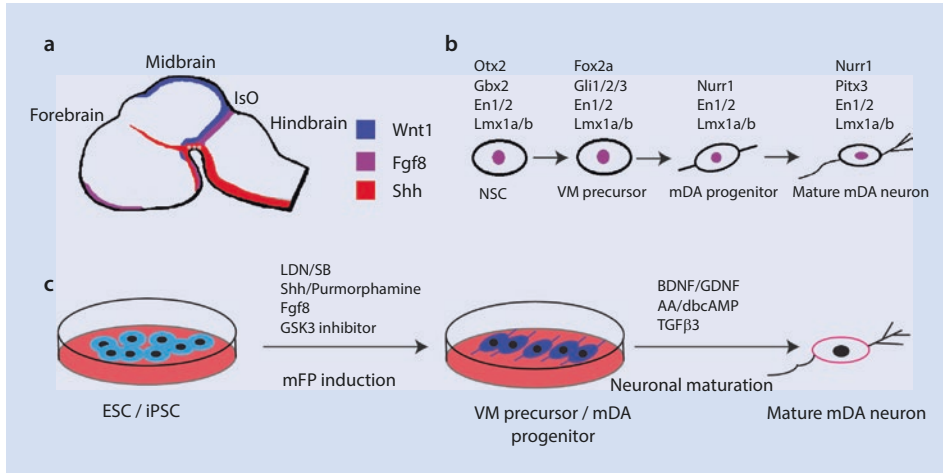 a
Midbrain
IsO
Forebrain
Hindbrain
Wnt1
Fgf8
Shh
b
Otx2
Gbx2
En1/2
Lmx1a/b
NSC
Fox2a
Gli1/2/3
En1/2
Lmx1a/b
VM precursor
Nurr1
En1/2
Lmx1a/b
mDA progenitor
Nurr1
Pitx3
En1/2
Lmx1a/b
Mature mDA neuron
c
ESC / iPSC
LDN/SB
Shh/Purmorphamine
Fgf8
GSK3 inhibitor
mFP induction
VM precursor / mDA
progenitor
BDNF/GDNF
AA/dbcAMP
TGFβ3
Neuronal maturation
Mature mDA neuron